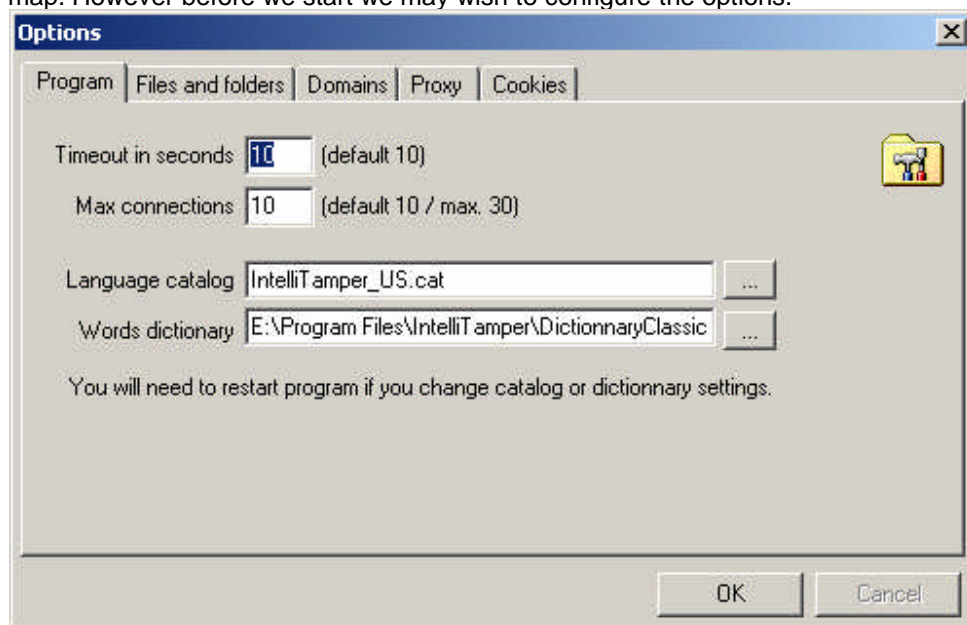 map. However before we start we may wish to configure the options.
Options
Program Files and folders Domains Proxy Cookies
Timeout in seconds 10 (default 10)
Max connections 10 (default 10 / max. 30)
Language catalog IntelliTamper_US.cat ...
Words dictionary E:\Program Files\IntelliTamper\DictionnaryClassic ...
You will need to restart program if you change catalog or dictionnary settings.
OK Cancel